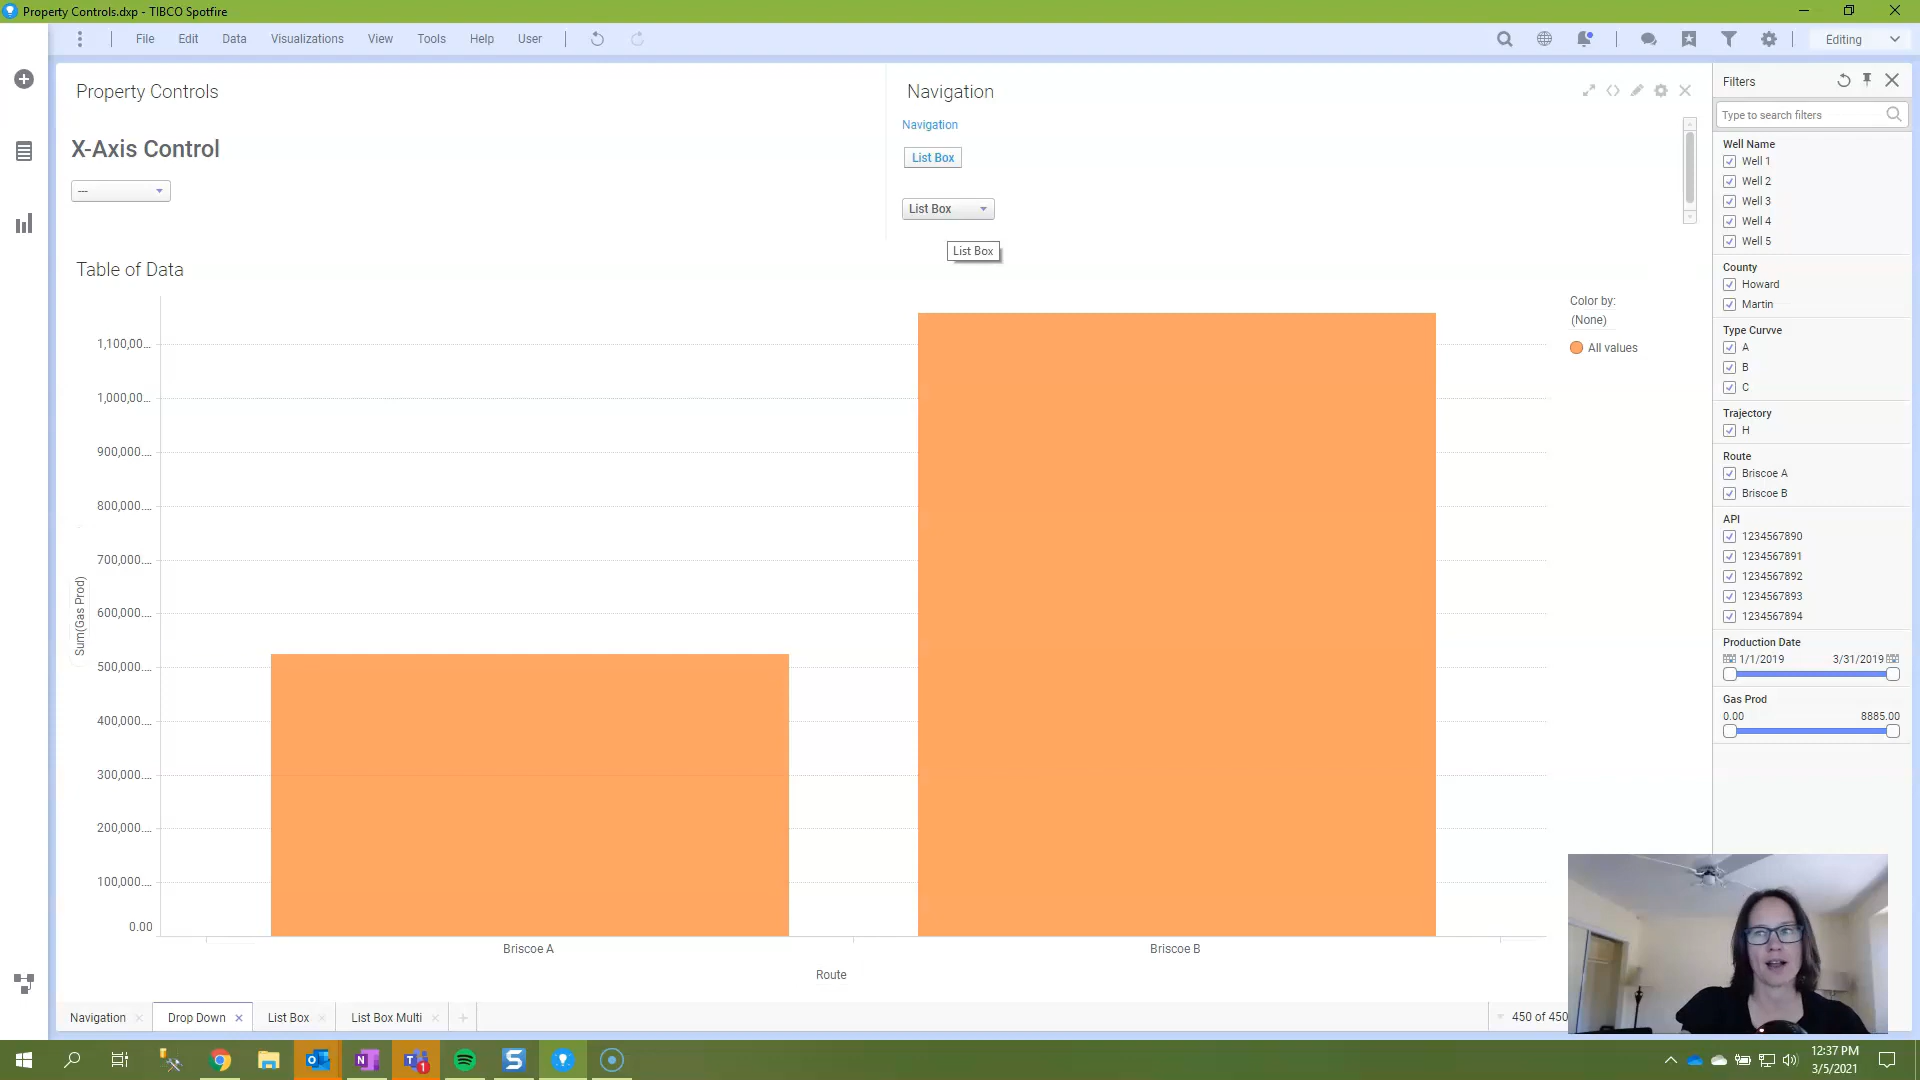 Property Controls.dxp - TIBCO Spotfire
File Edit Data Visualizations View Tools Help User
Editing
Property Controls
X-Axis Control
---
Navigation
Navigation
List Box
List Box
List Box
Table of Data
1,100,00...
1,000,00...
900,000....
800,000....
700,000....
600,000....
500,000....
400,000....
300,000....
200,000....
100,000....
0.00
Sum(Gas Prod)
Briscoe A
Briscoe B
Route
Color by:
(None)
All values
Filters
Type to search filters
Well Name
Well 1
Well 2
Well 3
Well 4
Well 5
County
Howard
Martin
Type Curvve
A
B
C
Trajectory
H
Route
Briscoe A
Briscoe B
API
1234567890
1234567891
1234567892
1234567893
1234567894
Production Date
1/1/2019 3/31/2019
Gas Prod
0.00 8885.00
Navigation Drop Down List Box List Box Multi
450 of 450
1
12:37 PM
3/5/2021